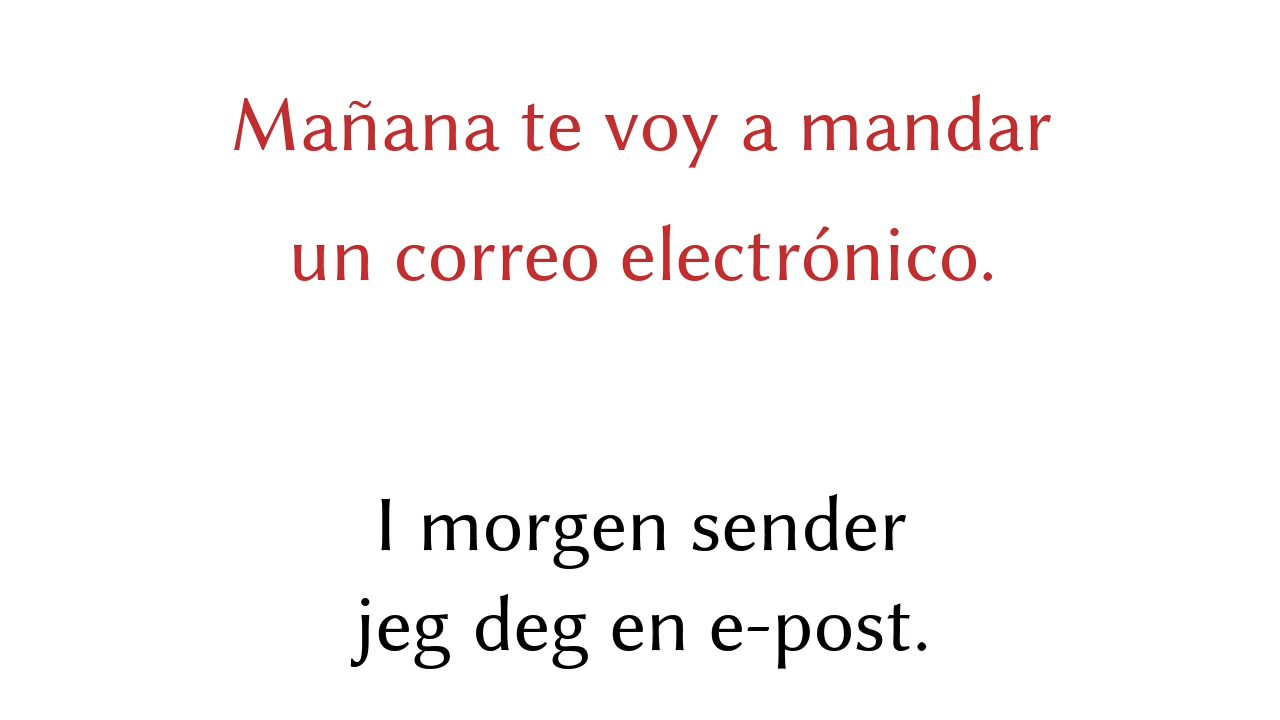 Mañana te voy a mandar
un correo electrónico.
I morgen sender
jeg deg en e-post.